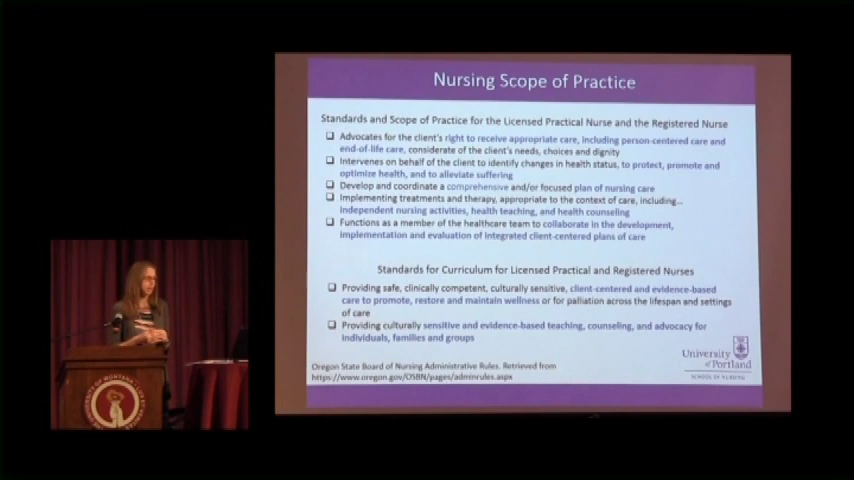 Nursing Scope of Practice
Standards and Scope of Practice for the Licensed Practical Nurse and the Registered Nurse
Advocates for the client's right to receive appropriate care, including person-centered care and
end-of-life care, considerate of the client's needs, choices and dignity
Intervenes on behalf of the client to identify changes in health status, to protect, promote and
optimize health, and to alleviate suffering
Develop and coordinate a comprehensive and/or focused plan of nursing care
Implementing treatments and therapy, appropriate to the context of care, including...
independent nursing activities, health teaching, and health counseling
Functions as a member of the healthcare team to collaborate in the development,
implementation and evaluation of integrated client-centered plans of care
Standards for Curriculum for Licensed Practical and Registered Nurses
Providing safe, clinically competent, culturally sensitive, client-centered and evidence-based
care to promote, restore and maintain wellness or for palliation across the lifespan and settings
of care
Providing culturally sensitive and evidence-based teaching, counseling, and advocacy for
individuals, families and groups
University
of Portland
SCHOOL OF NURSING
Oregon State Board of Nursing Administrative Rules. Retrieved from
https://www.oregon.gov/OSBN/pages/adminrules.aspx
UNIVERSITY OF MONTANA